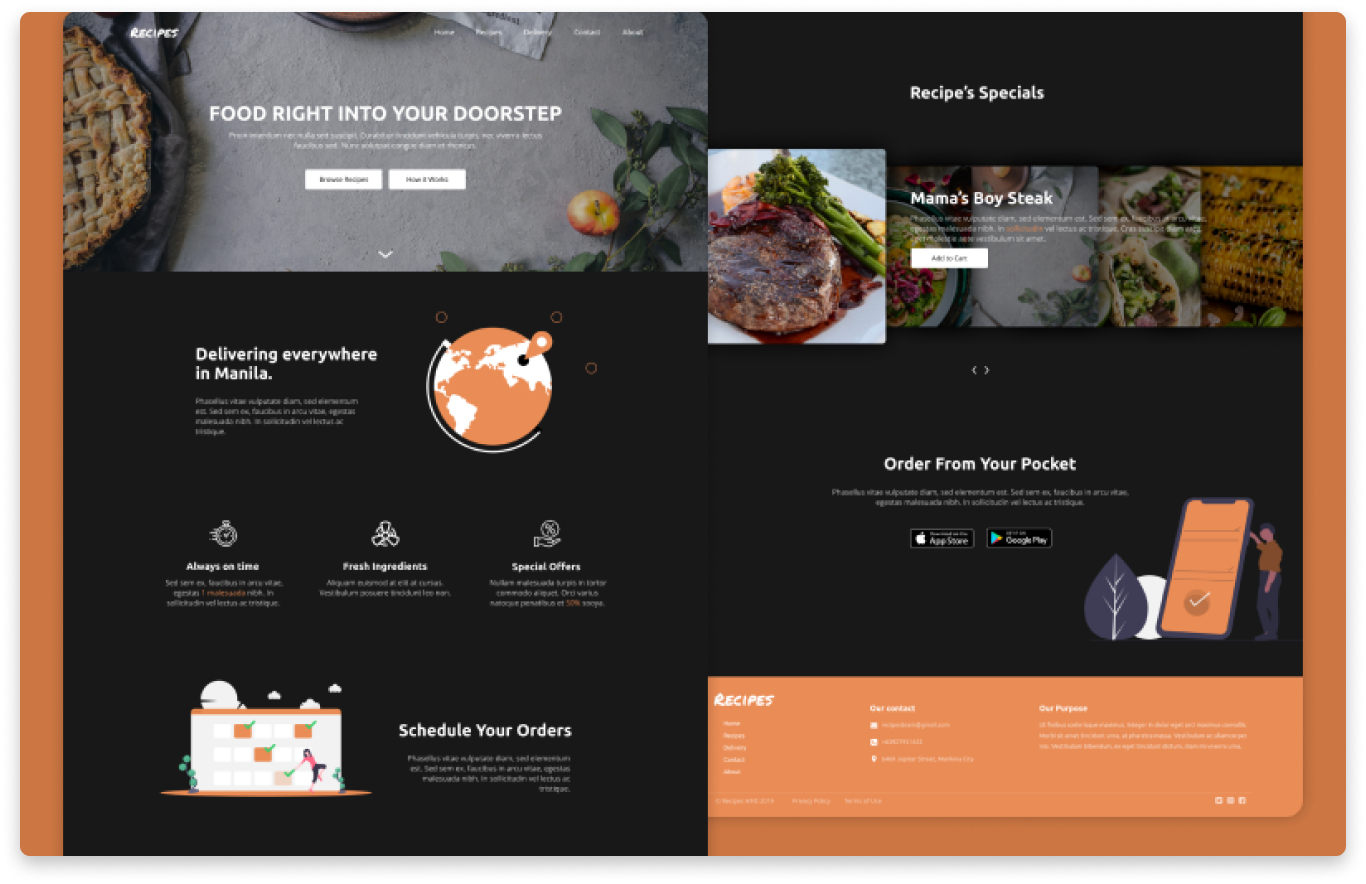 Recipes
Home Recipes Delivery Contact About
FOOD RIGHT INTO YOUR DOORSTEP
Proin interdum nec nulla sed suscipit. Curabitur tincidunt vehicula turpis, nec viverra lectus
faucibus sed. Nunc volutpat congue diam et rhoncus.
Browse Recipes How it Works
Delivering everywhere
in Manila.
Phasellus vitae vulputate diam, sed elementum
est. Sed sem ex, faucibus in arcu vitae, egestas
malesuada nibh. In sollicitudin vel lectus ac
tristique.
Always on time
Sed sem ex, faucibus in arcu vitae,
egestas 1 malesuada nibh. In
sollicitudin vel lectus ac tristique.
Fresh Ingredients
Aliquam euismod at elit at cursus.
Vestibulum posuere tincidunt leo non.
Special Offers
Nullam malesuada turpis in tortor
commodo aliquet. Orci varius
natoque penatibus et 50% sociya.
Schedule Your Orders
Phasellus vitae vulputate diam, sed elementum
est. Sed sem ex, faucibus in arcu vitae, egestas
malesuada nibh. In sollicitudin vel lectus ac
tristique.
Recipe's Specials
Mama's Boy Steak
Phasellus vitae vulputate diam, sed elementum est. Sed sem ex, faucibus in arcu vitae,
egestas malesuada nibh. In sollicitudin vel lectus ac tristique. Cras suscipit diam arcu,
eget molestie ante vestibulum sit amet.
Add to Cart
Order From Your Pocket
Phasellus vitae vulputate diam, sed elementum est. Sed sem ex, faucibus in arcu vitae,
egestas malesuada nibh. In sollicitudin vel lectus ac tristique.
Download on the
App Store
GET IT ON
Google Play
Recipes
Home
Recipes
Delivery
Contact
About
Our contact
Jupiter Street, City
Our Purpose
© Recipes 2019 Privacy Policy Terms of Use